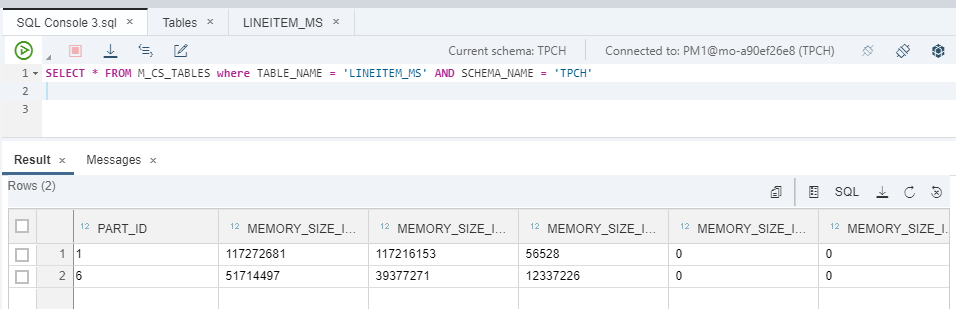 SQL Console 3.sql × Tables × LINEITEM_MS ×
Current schema: TPCH Connected to: PM1@mo-a90ef26e8 (TPCH)
1 SELECT * FROM M_CS_TABLES where TABLE_NAME = 'LINEITEM_MS' AND SCHEMA_NAME = 'TPCH'
2
3
Result × Messages ×
Rows (2)
SQL
12 PART_ID 12 MEMORY_SIZE_I... 12 MEMORY_SIZE_I... 12 MEMORY_SIZE_I... 12 MEMORY_SIZE_I... 12 MEMORY_SIZE_I...
1 1 117272681 117216153 56528 0 0
2 6 51714497 39377271 12337226 0 0